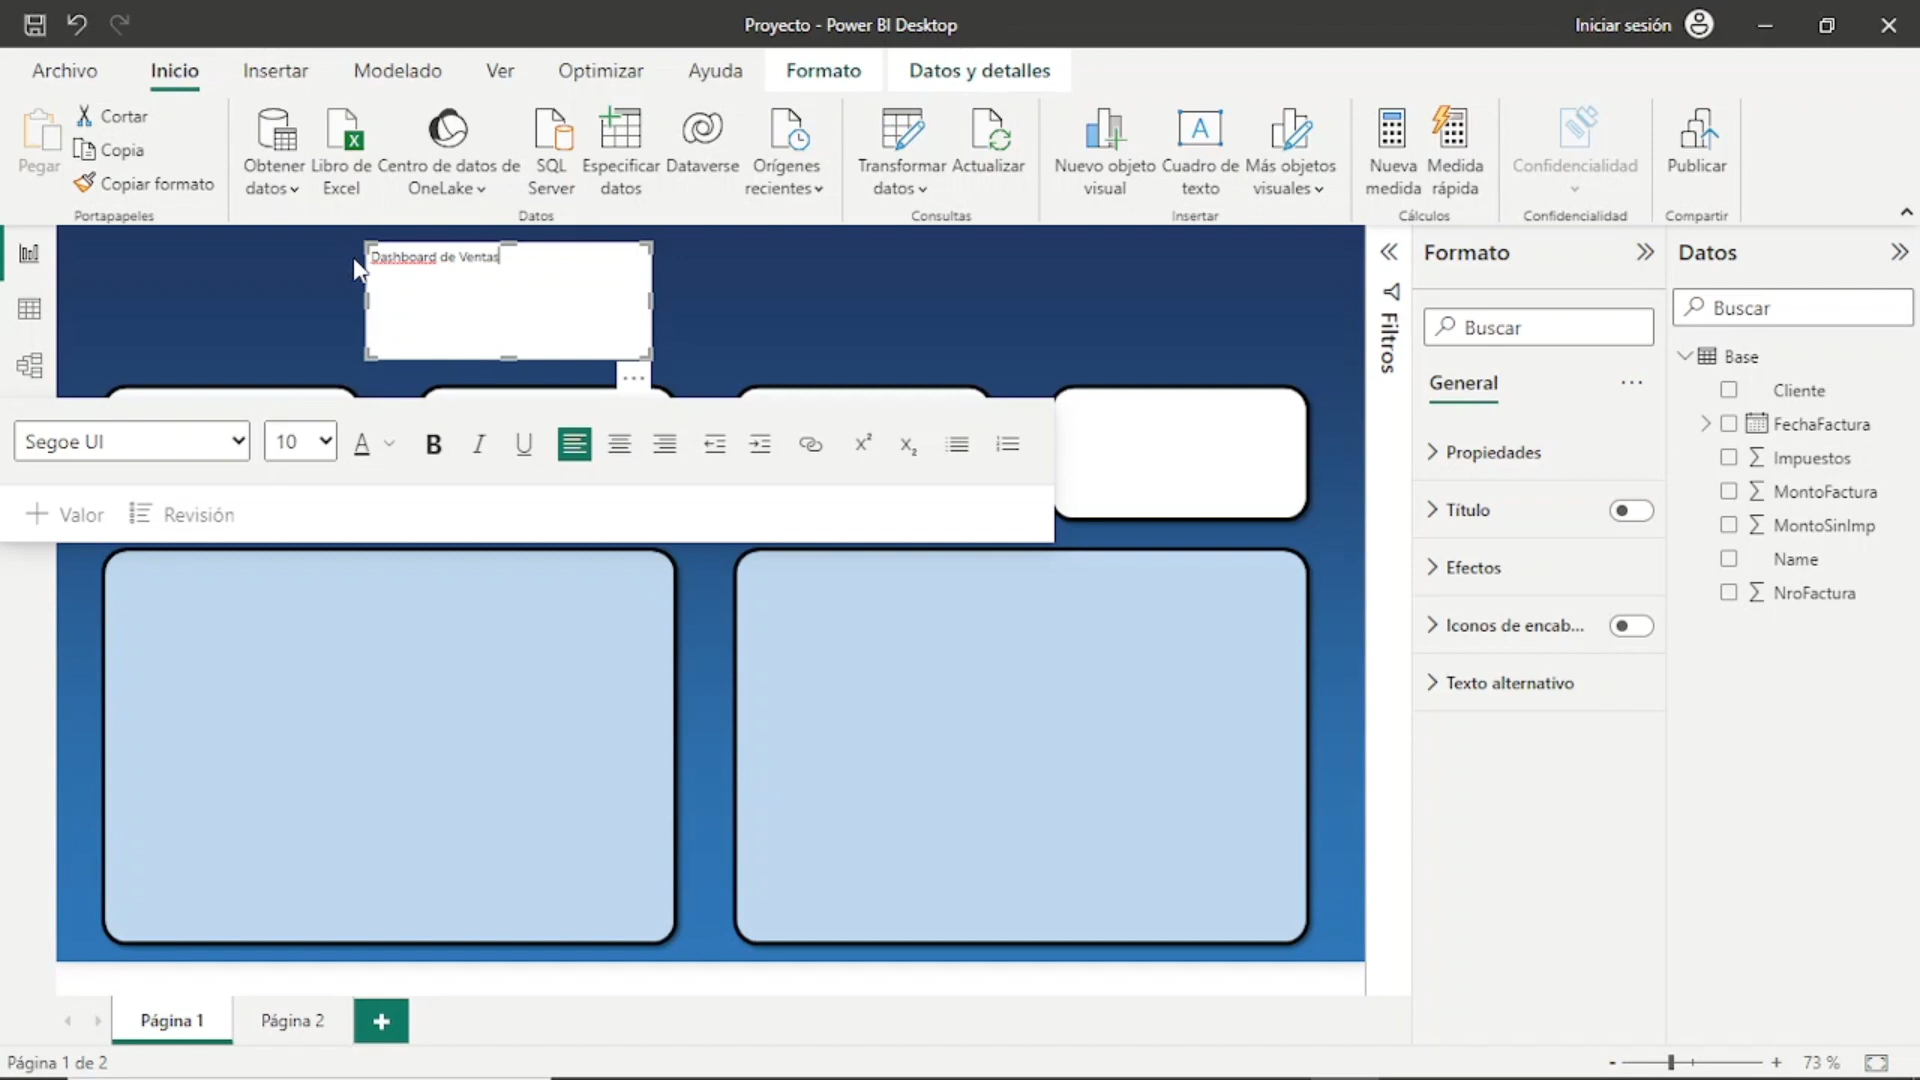 Proyecto - Power BI Desktop
Iniciar sesión
Archivo
Inicio
Insertar
Modelado
Ver
Optimizar
Ayuda
Formato
Datos y detalles
Pegar
Cortar
Copia
Copiar formato
Portapapeles
Obtener datos
Libro de Excel
Centro de datos de OneLake
SQL Server
Especificar datos
Dataverse
Orígenes recientes
Datos
Transformar datos
Actualizar
Consultas
Nuevo objeto visual
Cuadro de texto
Más objetos visuales
Insertar
Nueva medida
Medida rápida
Cálculos
Confidencialidad
Confidencialidad
Publicar
Compartir
Dashboard de Ventas
Segoe UI
10
A
B
I
U
x²
x₂
Valor
Revisión
Filtros
Formato
Buscar
General
Propiedades
Título
Efectos
Iconos de encab...
Texto alternativo
Datos
Buscar
Base
Cliente
FechaFactura
Impuestos
MontoFactura
MontoSinImp
Name
NroFactura
Página 1
Página 2
Página 1 de 2
73 %